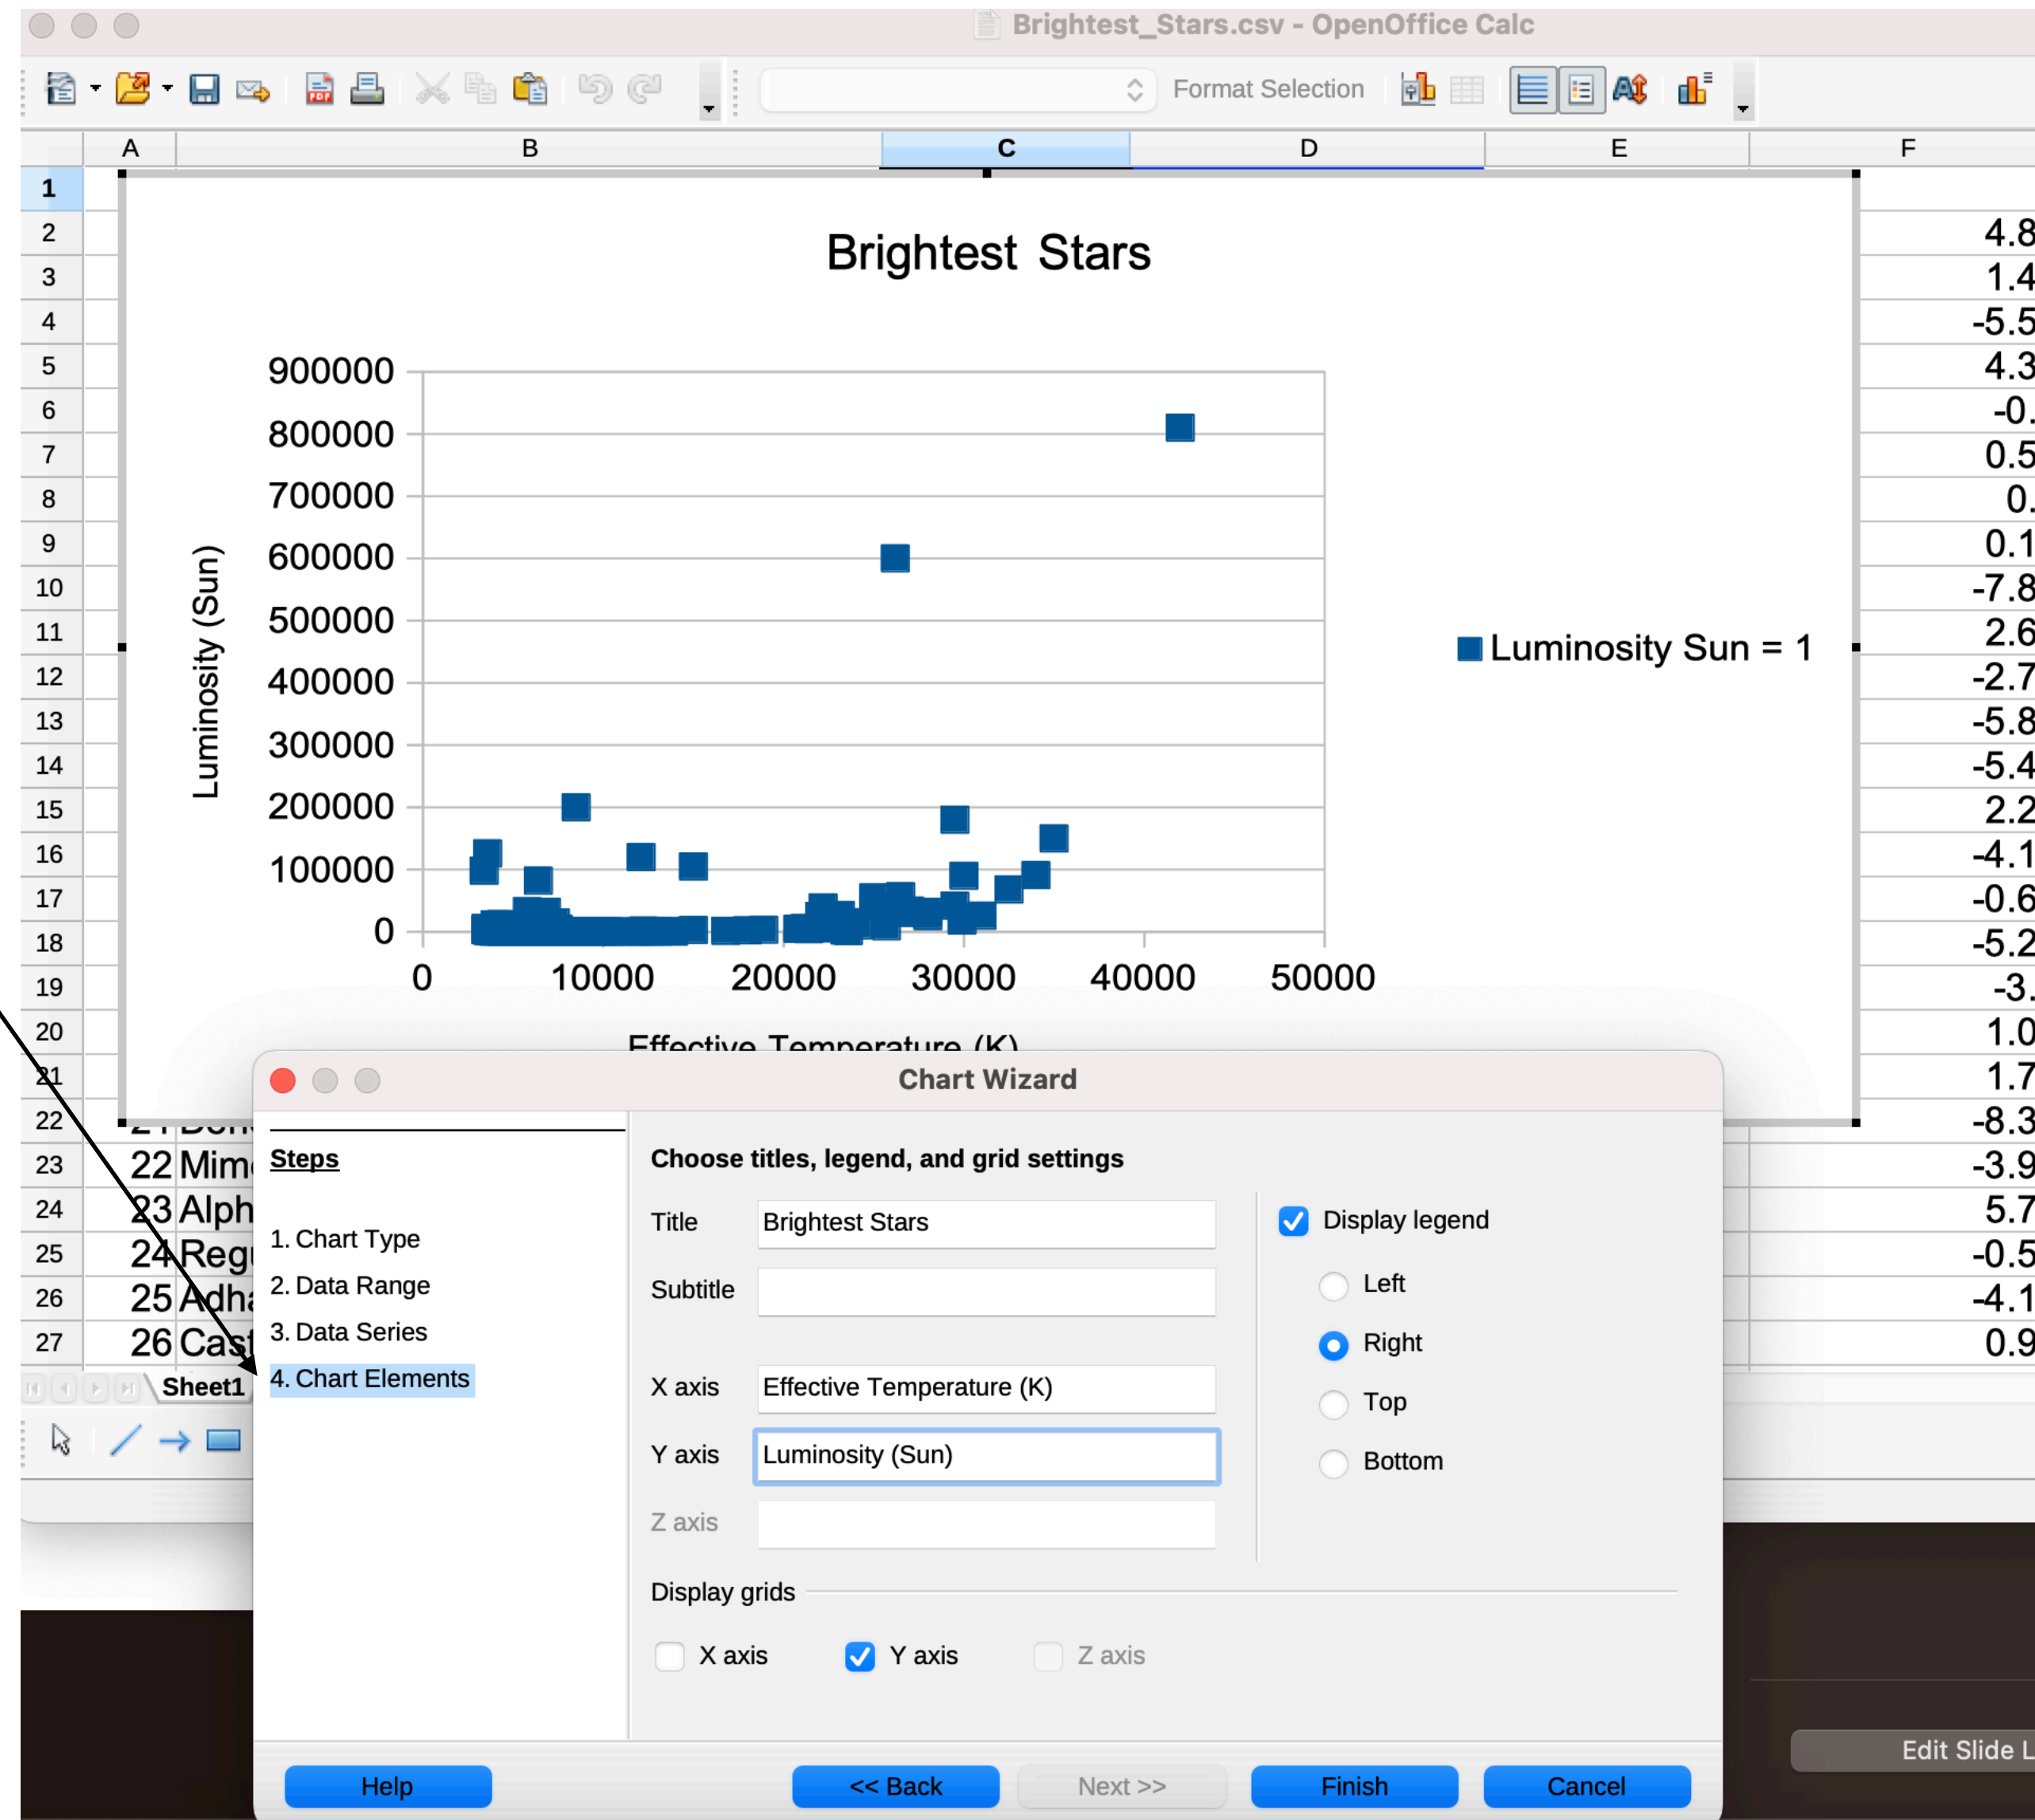 Brightest_Stars.csv - OpenOffice Calc
PDF Format Selection
A B C D E F
1
2 4.8
3 1.4
4 -5.5
5 4.3
6 -0.
7 0.5
8 0.
9 0.1
10 -7.8
11 2.6
12 -2.7
13 -5.8
14 -5.4
15 2.2
16 -4.1
17 -0.6
18 -5.2
19 -3.
20 1.0
21 1.7
22 -8.3
23 22 Mim -3.9
24 23 Alph 5.7
25 24 Reg -0.5
26 25 Adha -4.1
27 26 Cast 0.9
Brightest Stars
900000
800000
700000
600000
500000
400000
300000
200000
100000
0
Luminosity (Sun)
Luminosity Sun = 1
0 10000 20000 30000 40000 50000
Effective Temperature (K)
Sheet1
Chart Wizard
Steps
1. Chart Type
2. Data Range
3. Data Series
4. Chart Elements
Choose titles, legend, and grid settings
Title Brightest Stars
Subtitle
X axis Effective Temperature (K)
Y axis Luminosity (Sun)
Z axis
Display legend
Left
Right
Top
Bottom
Display grids
X axis Y axis Z axis
Help << Back Next >> Finish Cancel
Edit Slide L